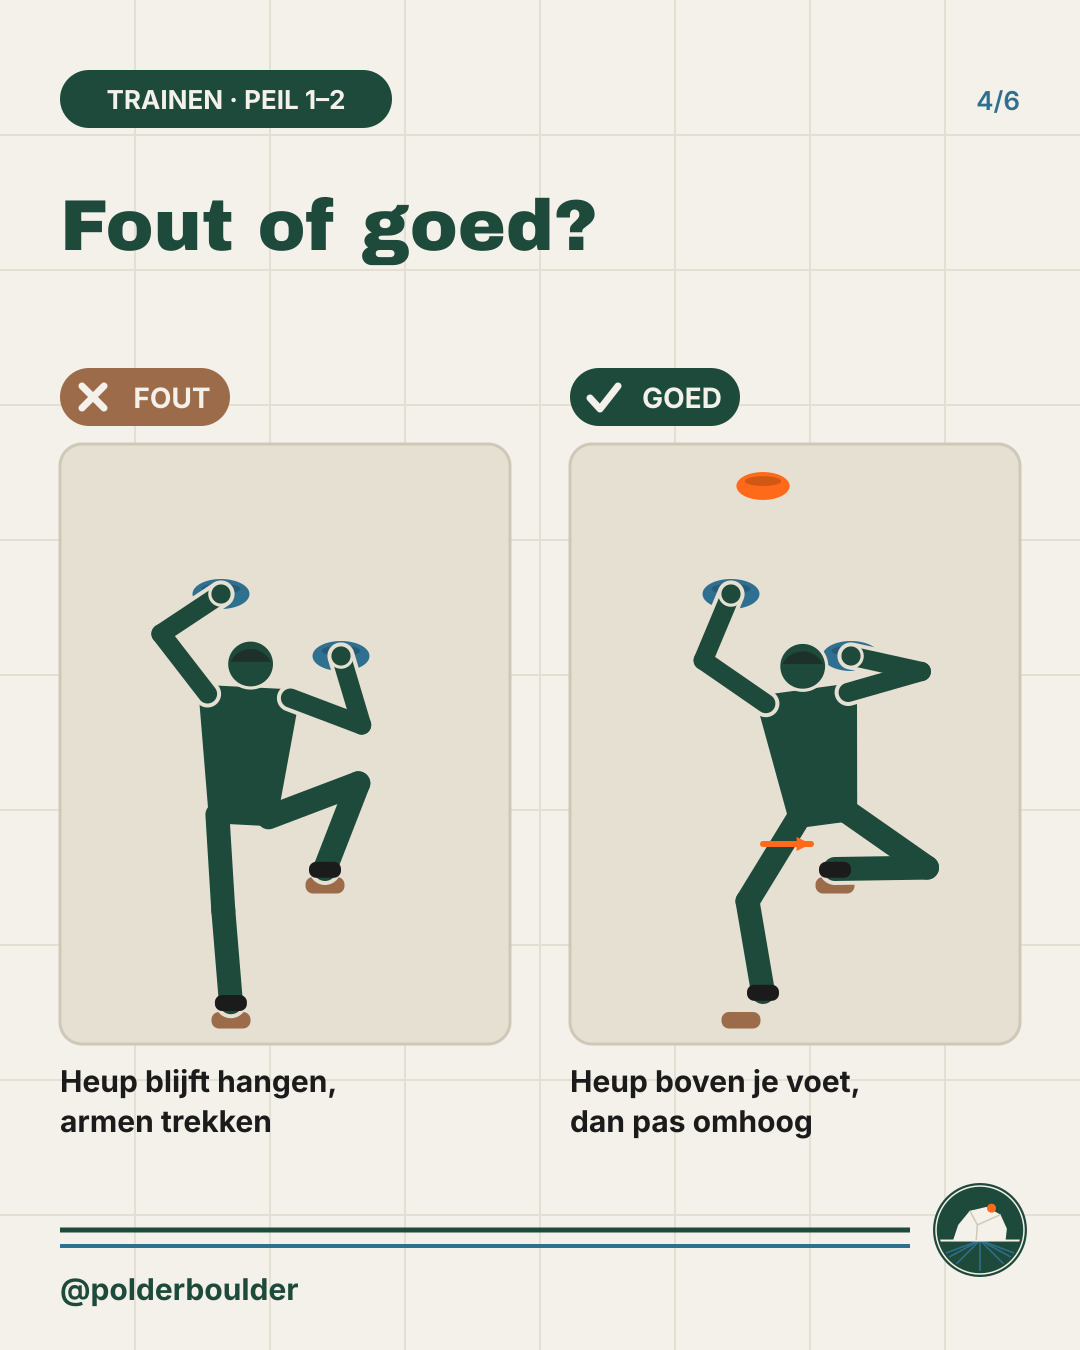 TRAINEN · PEIL 1–2
4/6
Fout of goed?
FOUT
GOED
Heup blijft hangen,
armen trekken
Heup boven je voet,
dan pas omhoog
@polderboulder